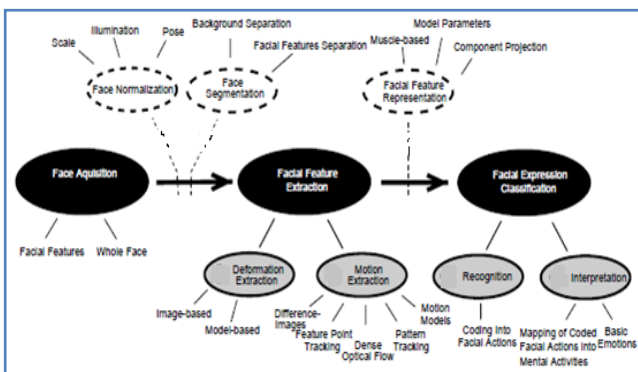 Illumination
Scale
Pose
Background Separation
Facial Features Separation
Model Parameters
Muscle-based
Component Projection
Face Normalization
Face
Segmentation
Facial Feature
Representation
Face Aquisition
Facial Feature
Extraction
Facial Expression
Classification
Facial Features
Whole Face
Deformation
Extraction
Motion
Extraction
Recognition
Interpretation
Image-based
Model-based
Difference-
Images
Feature Point
Tracking
Dense
Optical Flow
Pattern
Tracking
Motion
Models
Coding Into
Facial Actions
Mapping of Coded
Facial Actions Into
Mental Activities
Basic
Emotions